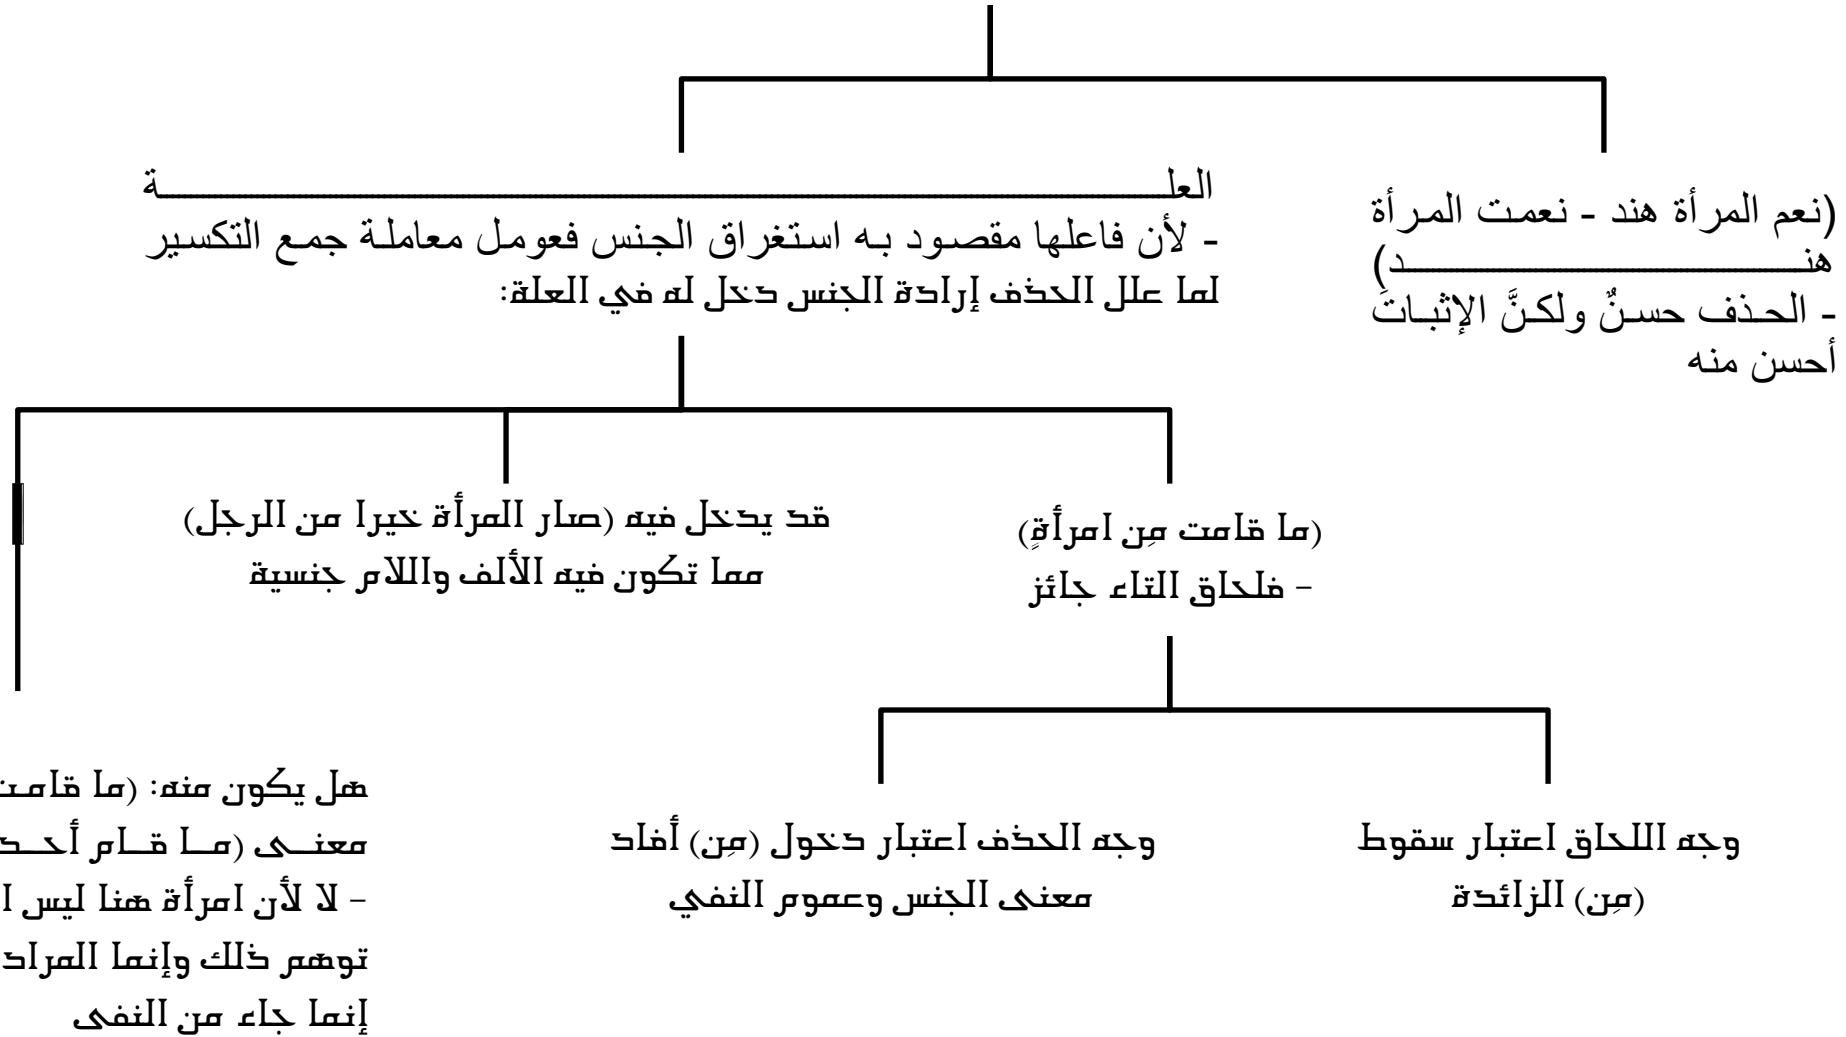 (نعم المرأة هند - نعمت المرأة
هنــــد)
- الحذف حسنٌ ولكنَّ الإثباتَ
أحسن منه
العلــــة
- لأن فاعلها مقصود به استغراق الجنس فعومل معاملة جمع التكسير
لما علل الحذف إرادة الجنس دخل له في العلة:
(ما قامت مِن امرأةٍ)
- فلحاق التاء جائز
قد يدخل فيه (صار المرأة خيرا من الرجل)
مما تكون فيه الألف واللام جنسية
وجه اللحاق اعتبار سقوط
(مِن) الزائدة
وجه الحذف اعتبار دخول (مِن) أفاد
معنى الجنس وعموم النفي
هل يكون منه: (ما قامت
معنى (ما قام أحد
- لا لأن امرأة هنا ليس ا
توهم ذلك وإنما المراد
إنما جاء من النفى